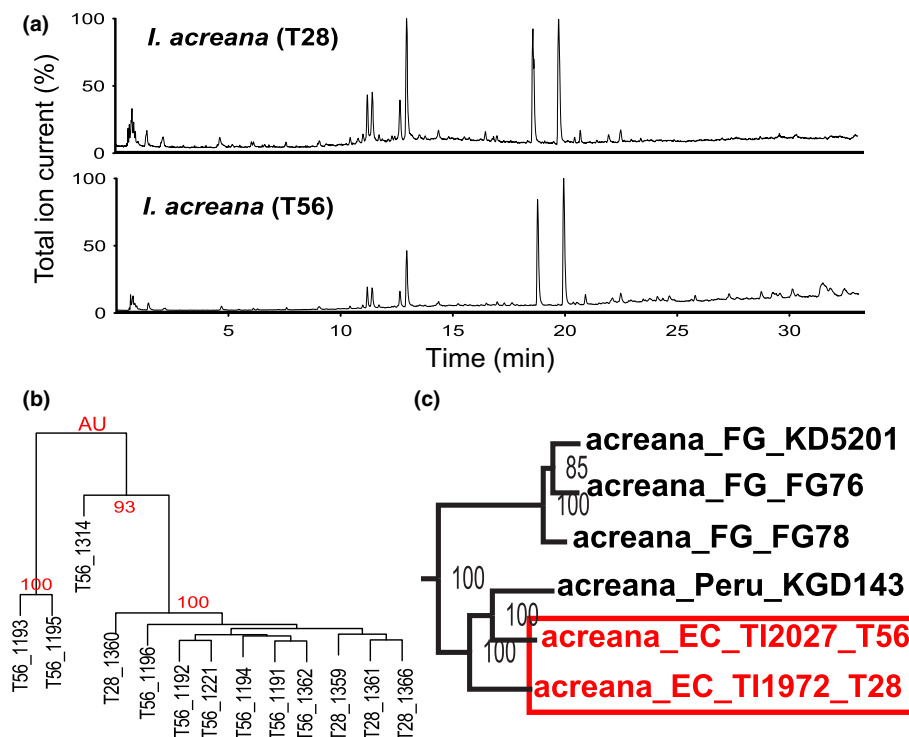 (a)
Total ion current (%)
100
50
0
I. acreana (T28)
100
50
0
I. acreana (T56)
5 10 15 20 25 30
Time (min)
(b)
AU
93
100
100
T56_1193
T56_1195
T56_1314
T28_1360
T56_1196
T56_1192
T56_1221
T56_1194
T56_1191
T56_1362
T28_1359
T28_1361
T28_1366
(c)
acreana_FG_KD5201
85
acreana_FG_FG76
100
acreana_FG_FG78
100
acreana_Peru_KGD143
100
acreana_EC_TI2027_T56
100
acreana_EC_TI1972_T28